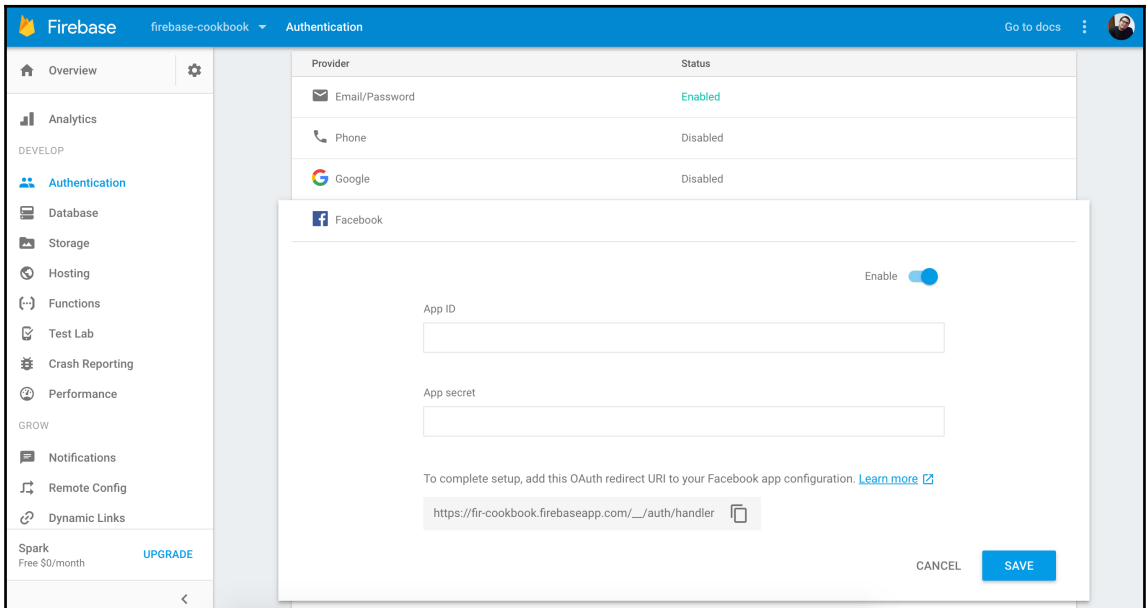 Firebase firebase-cookbook Authentication Go to docs
Overview
Analytics
DEVELOP
Authentication
Database
Storage
Hosting
Functions
Test Lab
Crash Reporting
Performance
GROW
Notifications
Remote Config
Dynamic Links
Spark
Free $0/month
UPGRADE
Provider Status
Email/Password Enabled
Phone Disabled
Google Disabled
Facebook
Enable
App ID
App secret
To complete setup, add this OAuth redirect URI to your Facebook app configuration. Learn more
https://fir-cookbook.firebaseapp.com/__/auth/handler
CANCEL SAVE